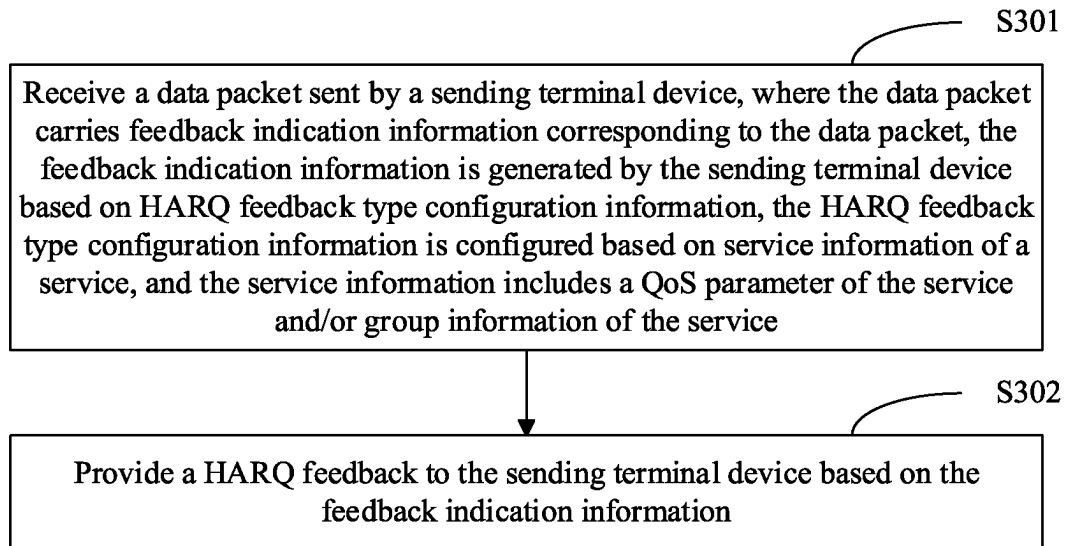 S301
Receive a data packet sent by a sending terminal device, where the data packet
carries feedback indication information corresponding to the data packet, the
feedback indication information is generated by the sending terminal device
based on HARQ feedback type configuration information, the HARQ feedback
type configuration information is configured based on service information of a
service, and the service information includes a QoS parameter of the service
and/or group information of the service
S302
Provide a HARQ feedback to the sending terminal device based on the
feedback indication information